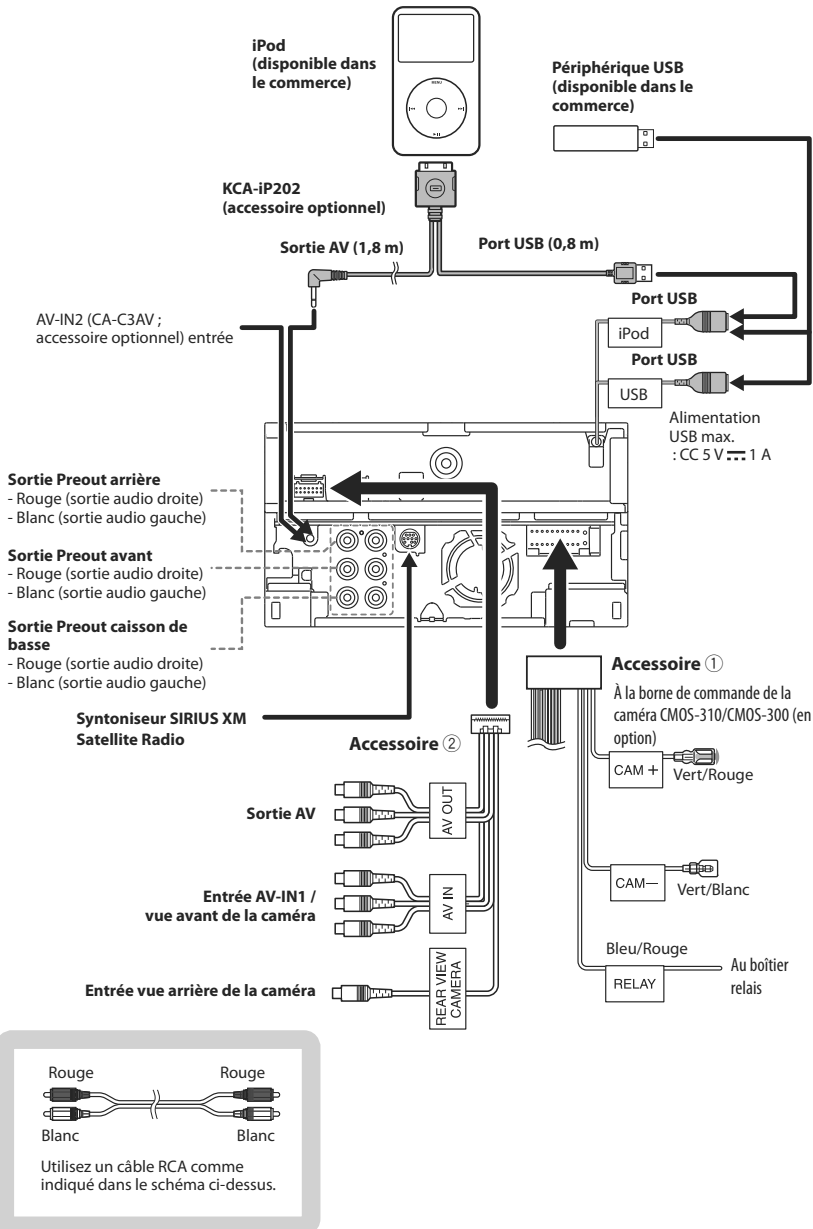 iPod
(disponible dans
le commerce)
MENU
Périphérique USB
(disponible dans le
commerce)
KCA-iP202
(accessoire optionnel)
Sortie AV (1,8 m)
Port USB (0,8 m)
Port USB
iPod
Port USB
USB
Alimentation
USB max.
: CC 5 V ⎓ 1 A
AV-IN2 (CA-C3AV ;
accessoire optionnel) entrée
Sortie Preout arrière
- Rouge (sortie audio droite)
- Blanc (sortie audio gauche)
Sortie Preout avant
- Rouge (sortie audio droite)
- Blanc (sortie audio gauche)
Sortie Preout caisson de
basse
- Rouge (sortie audio droite)
- Blanc (sortie audio gauche)
Syntoniseur SIRIUS XM
Satellite Radio
Accessoire ②
Accessoire ①
À la borne de commande de la
caméra CMOS-310/CMOS-300 (en
option)
CAM +
Vert/Rouge
CAM—
Vert/Blanc
Bleu/Rouge
RELAY
Au boîtier
relais
Sortie AV
AV OUT
Entrée AV-IN1 /
vue avant de la caméra
AV IN
Entrée vue arrière de la caméra
REAR VIEW
CAMERA
Rouge
Rouge
Blanc
Blanc
Utilisez un câble RCA comme
indiqué dans le schéma ci-dessus.